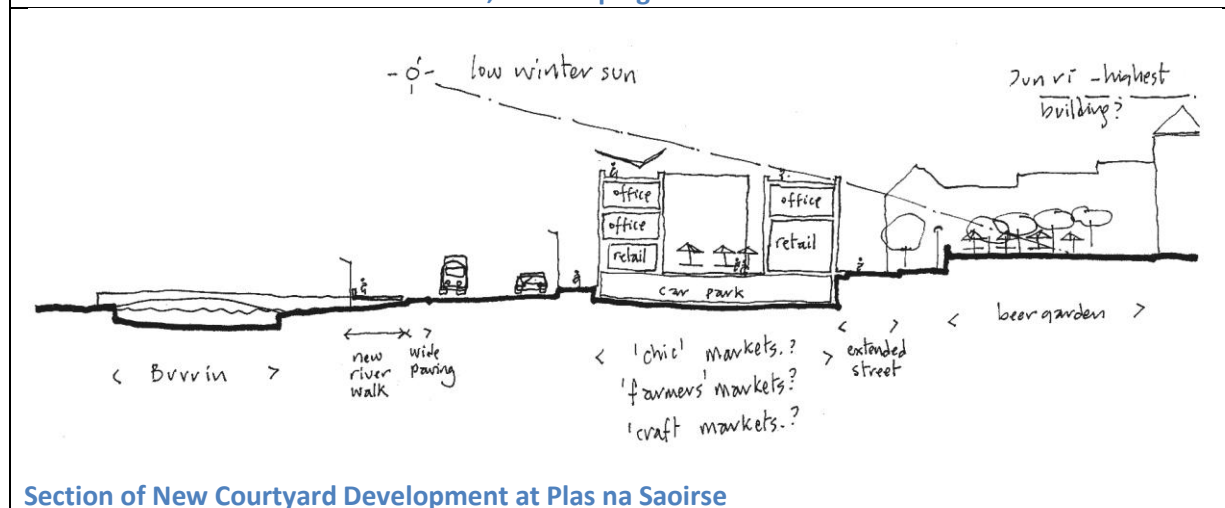 low winter sun
Dun rí - highest
building?
office
office
retail
office
retail
car park
< Burrin >
new
river
walk
wide
paving
< 'chic' markets.? >
'farmers' markets?
'craft markets.?
extended
street
< beer garden >
Section of New Courtyard Development at Plas na Saoirse